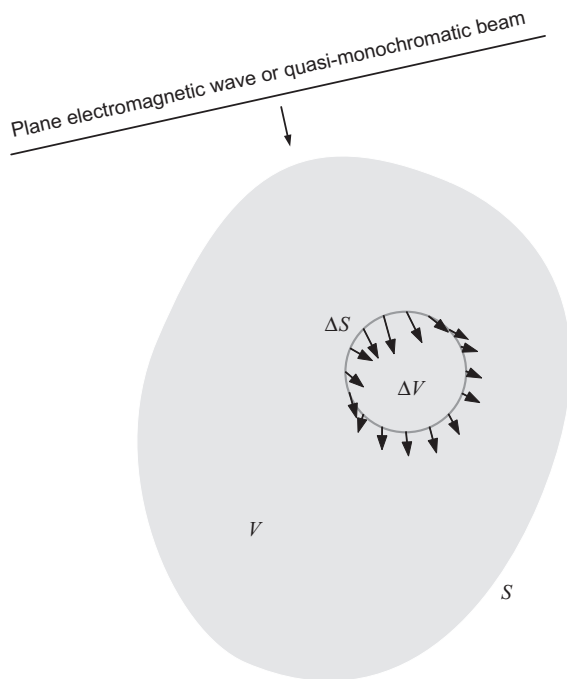 Plane electromagnetic wave or quasi-monochromatic beam
ΔS
ΔV
V
S